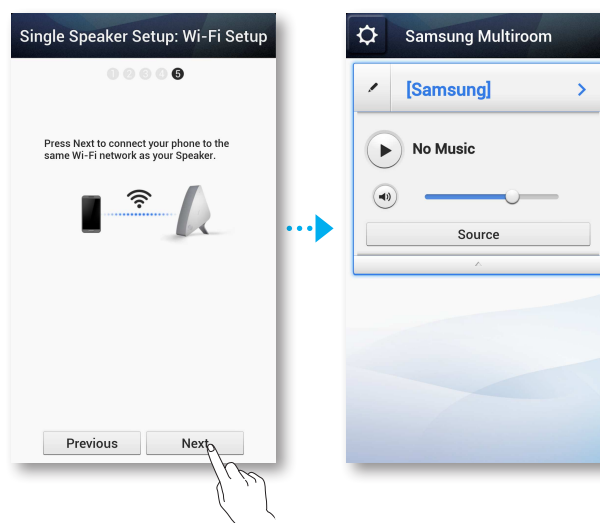 Single Speaker Setup: Wi-Fi Setup
1 2 3 4 5
Press Next to connect your phone to the
same Wi-Fi network as your Speaker.
Previous Next
Samsung Multiroom
[Samsung]
No Music
Source